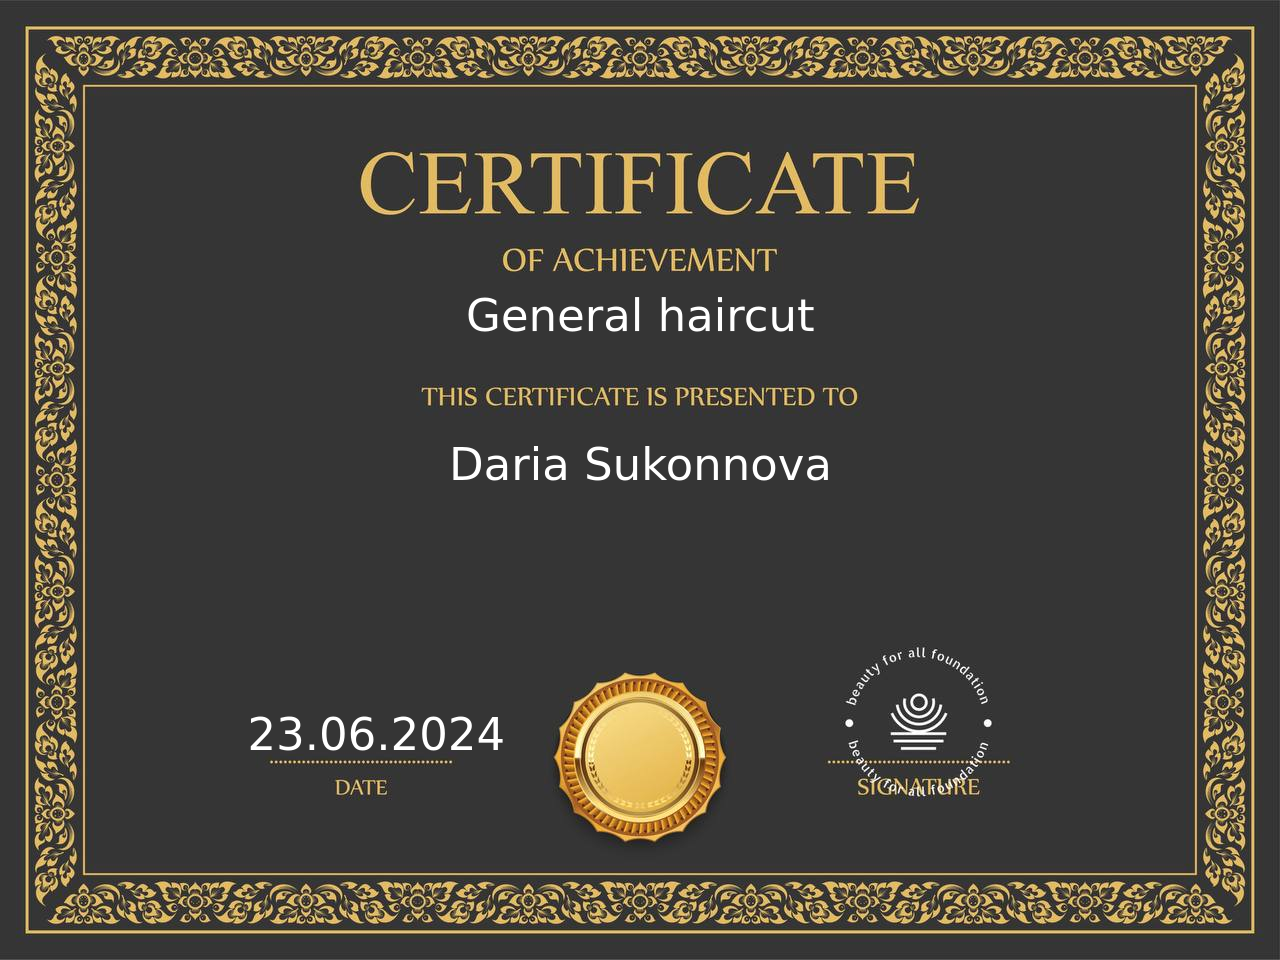 CERTIFICATE
OF ACHIEVEMENT
General haircut
THIS CERTIFICATE IS PRESENTED TO
Daria Sukonnova
beauty for all foundation
23.06.2024
beauty for all foundation
DATE
SIGNATURE